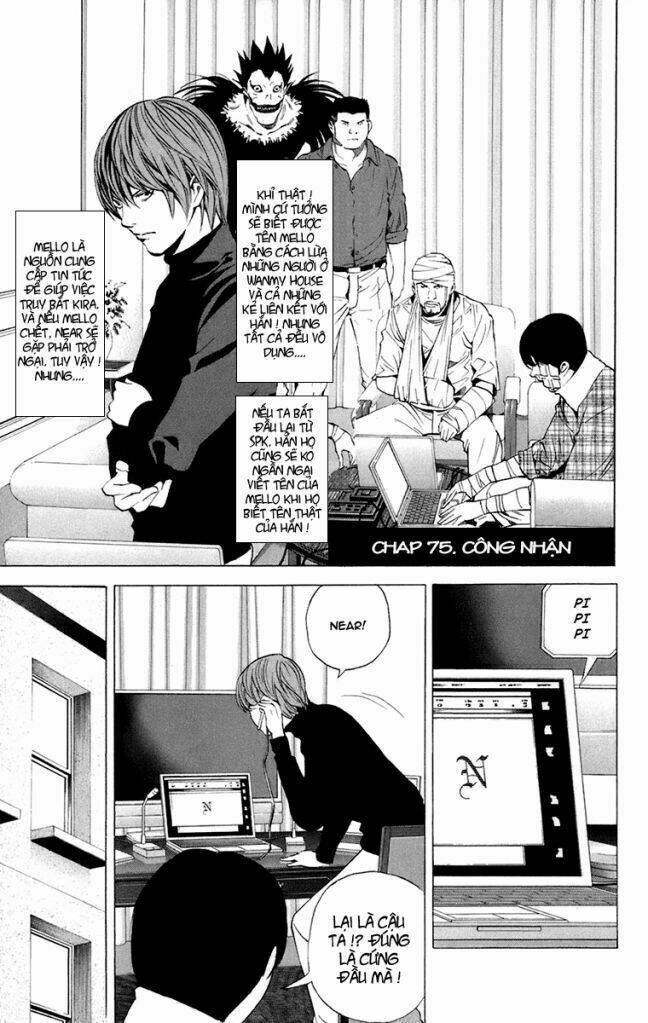 KHỈ THẬT !
MÌNH CỨ TƯỞNG
SẼ BIẾT ĐƯỢC
TÊN MELLO
BẰNG CÁCH LỪA
NHỮNG NGƯỜI Ở
WANMY HOUSE
VÀ CẢ NHỮNG
KẺ LIÊN KẾT VỚI
HẮN ! NHƯNG
TẤT CẢ ĐỀU VÔ
DỤNG....
MELLO LÀ
NGUỒN CUNG
CẤP TIN TỨC
ĐỂ GIÚP VIỆC
TRUY BẮT KIRA.
VÀ NẾU MELLO
CHẾT, NEAR SẼ
GẶP PHẢI TRỞ
NGẠI. TUY VẬY !
NHƯNG....
NẾU TA BẮT
ĐẦU LẠI TỪ
SPK, HẲN HỌ
CŨNG SẼ KO
NGẦN NGẠI
VIẾT TÊN CỦA
MELLO KHI HỌ
BIẾT TÊN THẬT
CỦA HẮN !
CHAP 75. CÔNG NHẬN
PI
PI
PI
N
NEAR!
N
LẠI LÀ CẬU
TA !? ĐÚNG
LÀ CỨNG
ĐẦU MÀ !